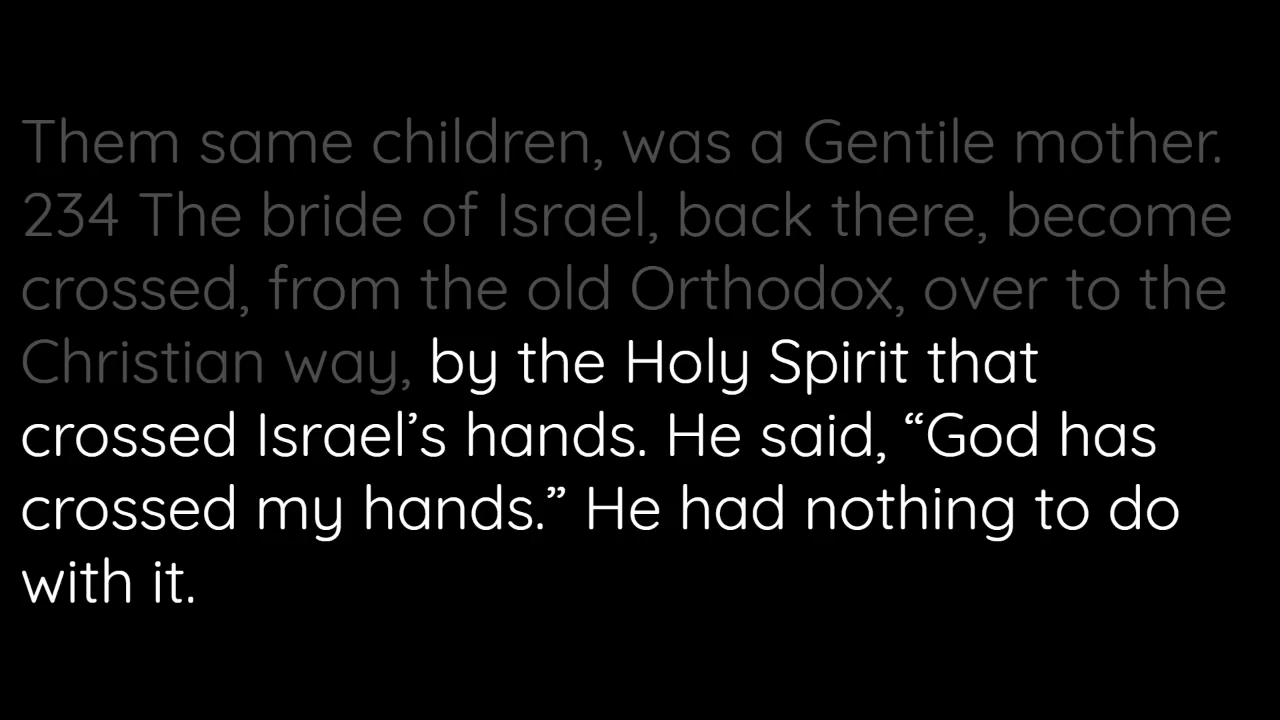 Them same children, was a Gentile mother.
234 The bride of Israel, back there, become
crossed, from the old Orthodox, over to the
Christian way, by the Holy Spirit that
crossed Israel’s hands. He said, “God has
crossed my hands.” He had nothing to do
with it.